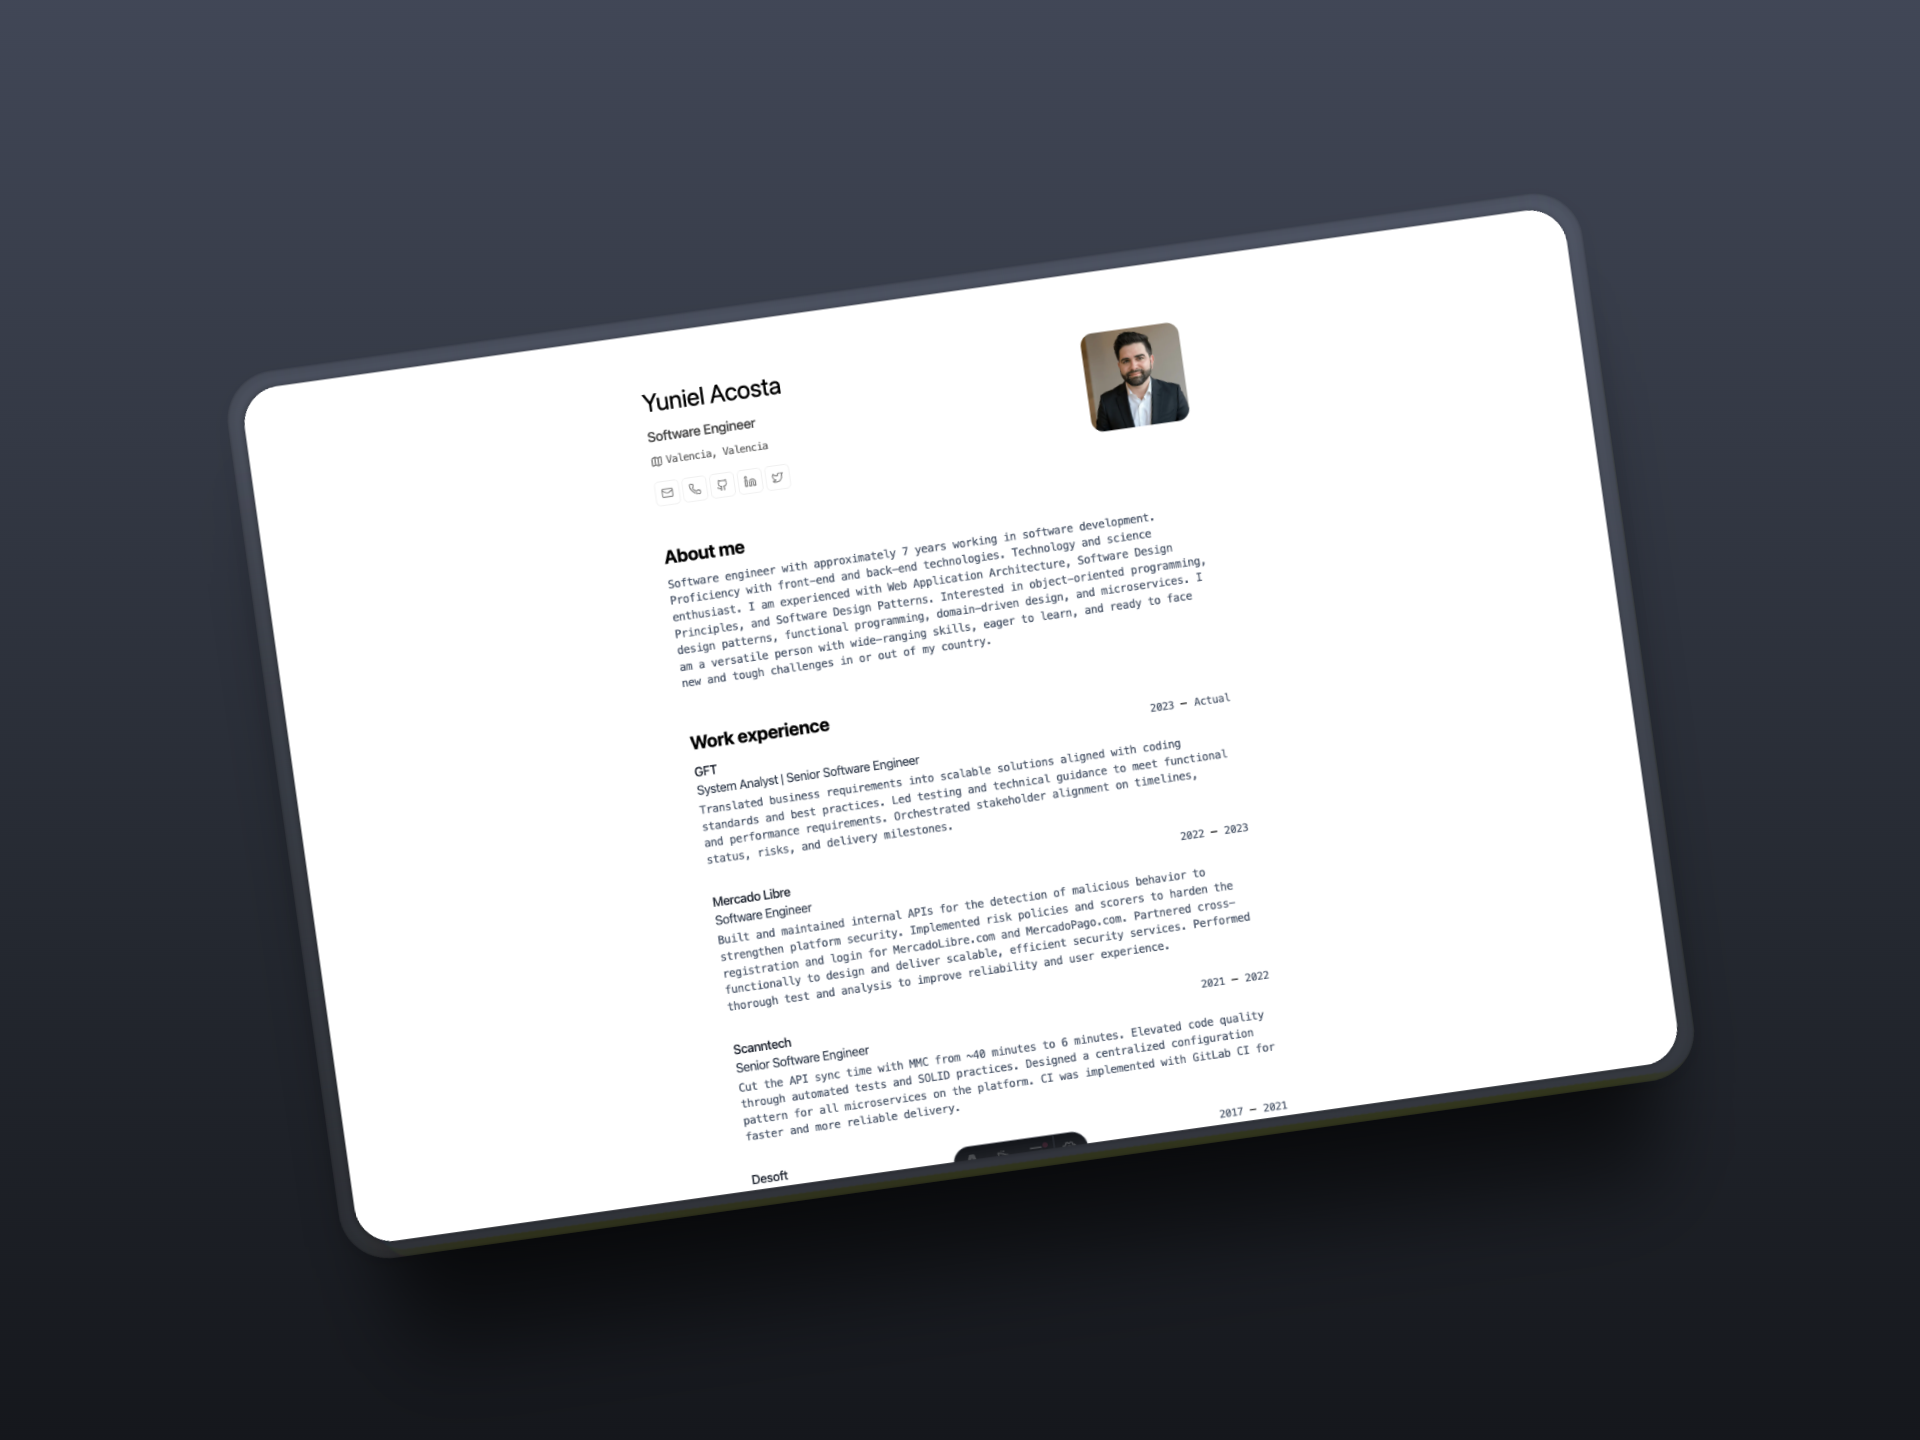 Yuniel Acosta
Software Engineer
Valencia, Valencia
About me
Software engineer with approximately 7 years working in software development.
Proficiency with front-end and back-end technologies. Technology and science
enthusiast. I am experienced with Web Application Architecture, Software Design
Principles, and Software Design Patterns. Interested in object-oriented programming,
design patterns, functional programming, domain-driven design, and microservices. I
am a versatile person with wide-ranging skills, eager to learn, and ready to face
new and tough challenges in or out of my country.
Work experience
2023 — Actual
GFT
System Analyst | Senior Software Engineer
Translated business requirements into scalable solutions aligned with coding
standards and best practices. Led testing and technical guidance to meet functional
and performance requirements. Orchestrated stakeholder alignment on timelines,
status, risks, and delivery milestones.
2022 — 2023
Mercado Libre
Software Engineer
Built and maintained internal APIs for the detection of malicious behavior to
strengthen platform security. Implemented risk policies and scorers to harden the
registration and login for MercadoLibre.com and MercadoPago.com. Partnered cross-
functionally to design and deliver scalable, efficient security services. Performed
thorough test and analysis to improve reliability and user experience.
2021 — 2022
Scanntech
Senior Software Engineer
Cut the API sync time with MMC from ~40 minutes to 6 minutes. Elevated code quality
through automated tests and SOLID practices. Designed a centralized configuration
pattern for all microservices on the platform. CI was implemented with GitLab CI for
faster and more reliable delivery.
2017 — 2021
Desoft